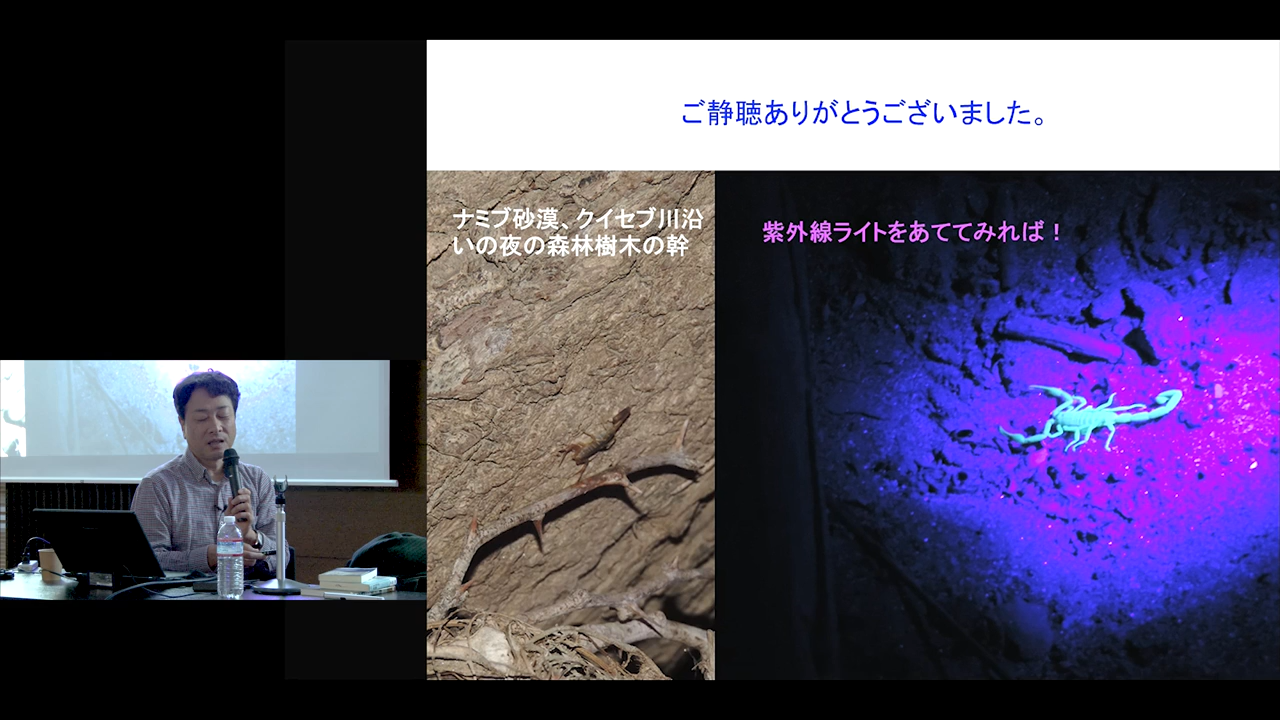 ご静聴ありがとうございました。
ナミブ砂漠、クイセブ川沿
いの夜の森林樹木の幹
紫外線ライトをあててみれば！